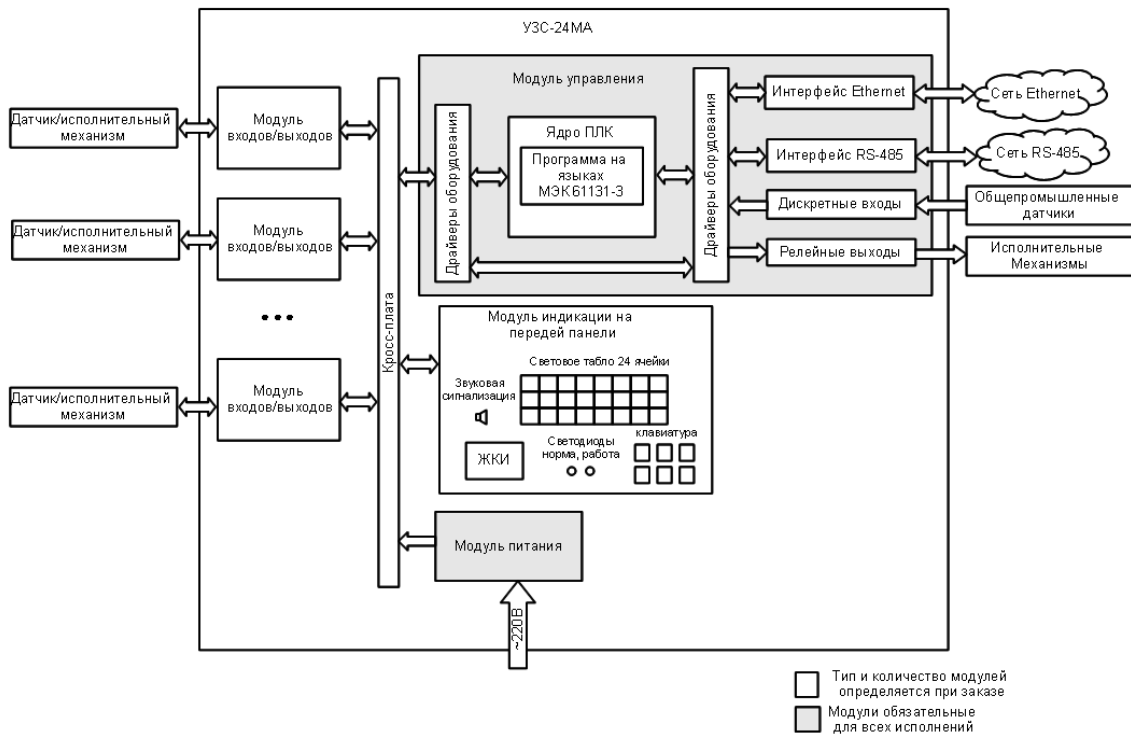 УЗС-24МА
Модуль управления
Датчик/исполнительный
механизм
Модуль
входов/выходов
Драйверы оборудования
Ядро ПЛК
Программа на
языках
МЭК 61131-3
Драйверы оборудования
Интерфейс Ethernet
Сеть Ethernet
Интерфейс RS-485
Сеть RS-485
Дискретные входы
Общепромышленные
датчики
Релейные выходы
Исполнительные
Механизмы
Датчик/исполнительный
механизм
Модуль
входов/выходов
Кросс-плата
Модуль индикации на
передей панели
Световое табло 24 ячейки
Звуковая
сигнализация
Светодиоды
норма, работа
клавиатура
ЖКИ
Датчик/исполнительный
механизм
Модуль
входов/выходов
Модуль питания
~220В
Тип и количество модулей
определяется при заказе
Модули обязательные
для всех исполнений